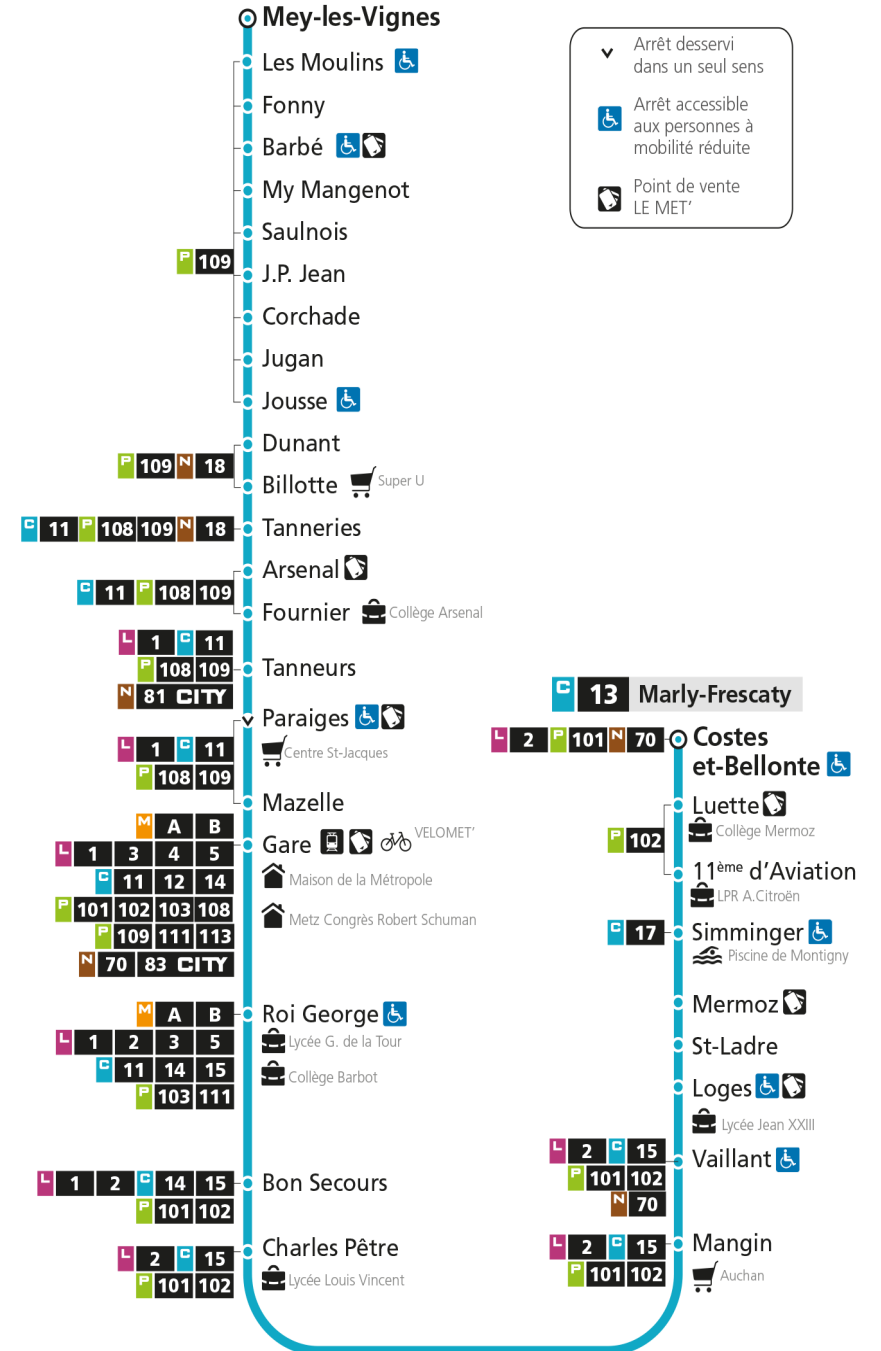 Mey-les-Vignes
Les Moulins
Fonny
Barbé
My Mangenot
Saulnois
P 109
J.P. Jean
Corchade
Jugan
Jousse
Dunant
P 109 N 18
Billotte
Super U
C 11 P 108 109 N 18
Tanneries
Arsenal
C 11 P 108 109
Fournier
Collège Arsenal
L 1 C 11
P 108 109
N 81 CITY
Tanneurs
Paraiges
Centre St-Jacques
L 1 C 11
P 108 109
Mazelle
M A B
L 1 3 4 5
C 11 12 14
P 101 102 103 108
P 109 111 113
N 70 83 CITY
Gare
VELOMET'
Maison de la Métropole
Metz Congrès Robert Schuman
M A B
L 1 2 3 5
C 11 14 15
P 103 111
Roi George
Lycée G. de la Tour
Collège Barbot
L 1 2 C 14 15
P 101 102
Bon Secours
L 2 C 15
P 101 102
Charles Pêtre
Lycée Louis Vincent
Arrêt desservi
dans un seul sens
Arrêt accessible
aux personnes à
mobilité réduite
Point de vente
LE MET'
C 13 Marly-Frescaty
L 2 P 101 N 70
Costes
et-Bellonte
Luette
Collège Mermoz
P 102
11ème d'Aviation
LPR A.Citroën
C 17
Simminger
Piscine de Montigny
Mermoz
St-Ladre
Loges
Lycée Jean XXIII
L 2 C 15
P 101 102
N 70
Vaillant
L 2 C 15
P 101 102
Mangin
Auchan